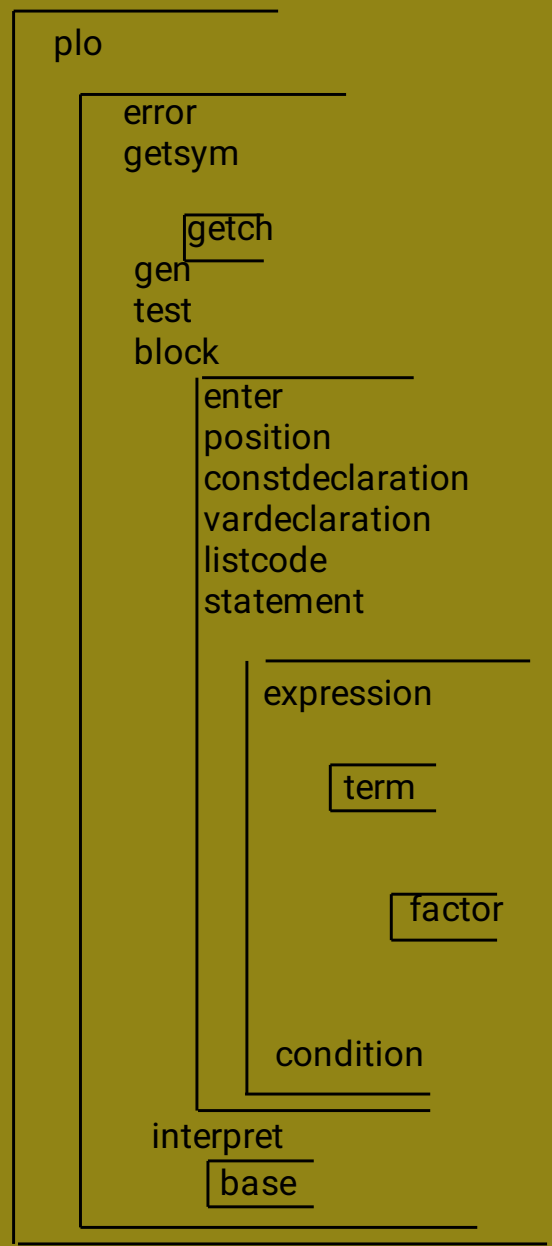 plo
error
getsym
getch
gen
test
block
enter
position
constdeclaration
vardeclaration
listcode
statement
expression
term
factor
condition
interpret
base